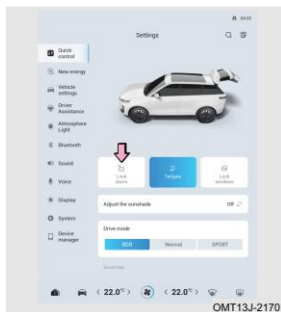 Settings
Quick
control
New energy
Vehicle
settings
Driver
Assistance
Atmosphere
Light
Bluetooth
Sound
Voice
Display
System
Device
manager
Lock
doors
Tailgate
Lock
windows
Adjust the sunshade
Off
Drive mode
ECO
Normal
SPORT
< 22.0°C >
< 22.0°C >
OMT13J-2170